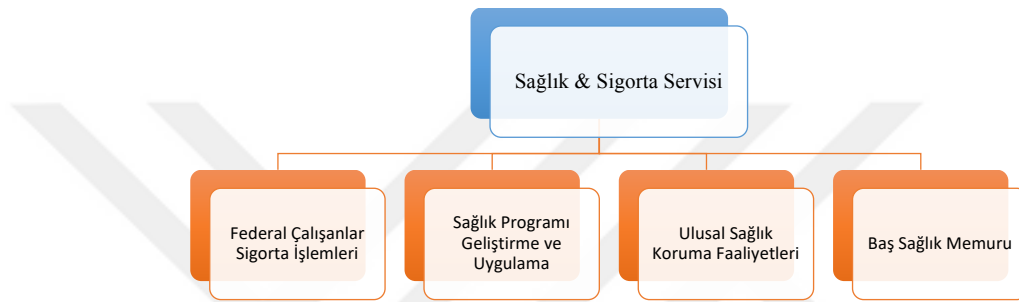 Sağlık & Sigorta Servisi
Federal Çalışanlar
Sigorta İşlemleri
Sağlık Programı
Geliştirme ve
Uygulama
Ulusal Sağlık
Koruma Faaliyetleri
Baş Sağlık Memuru